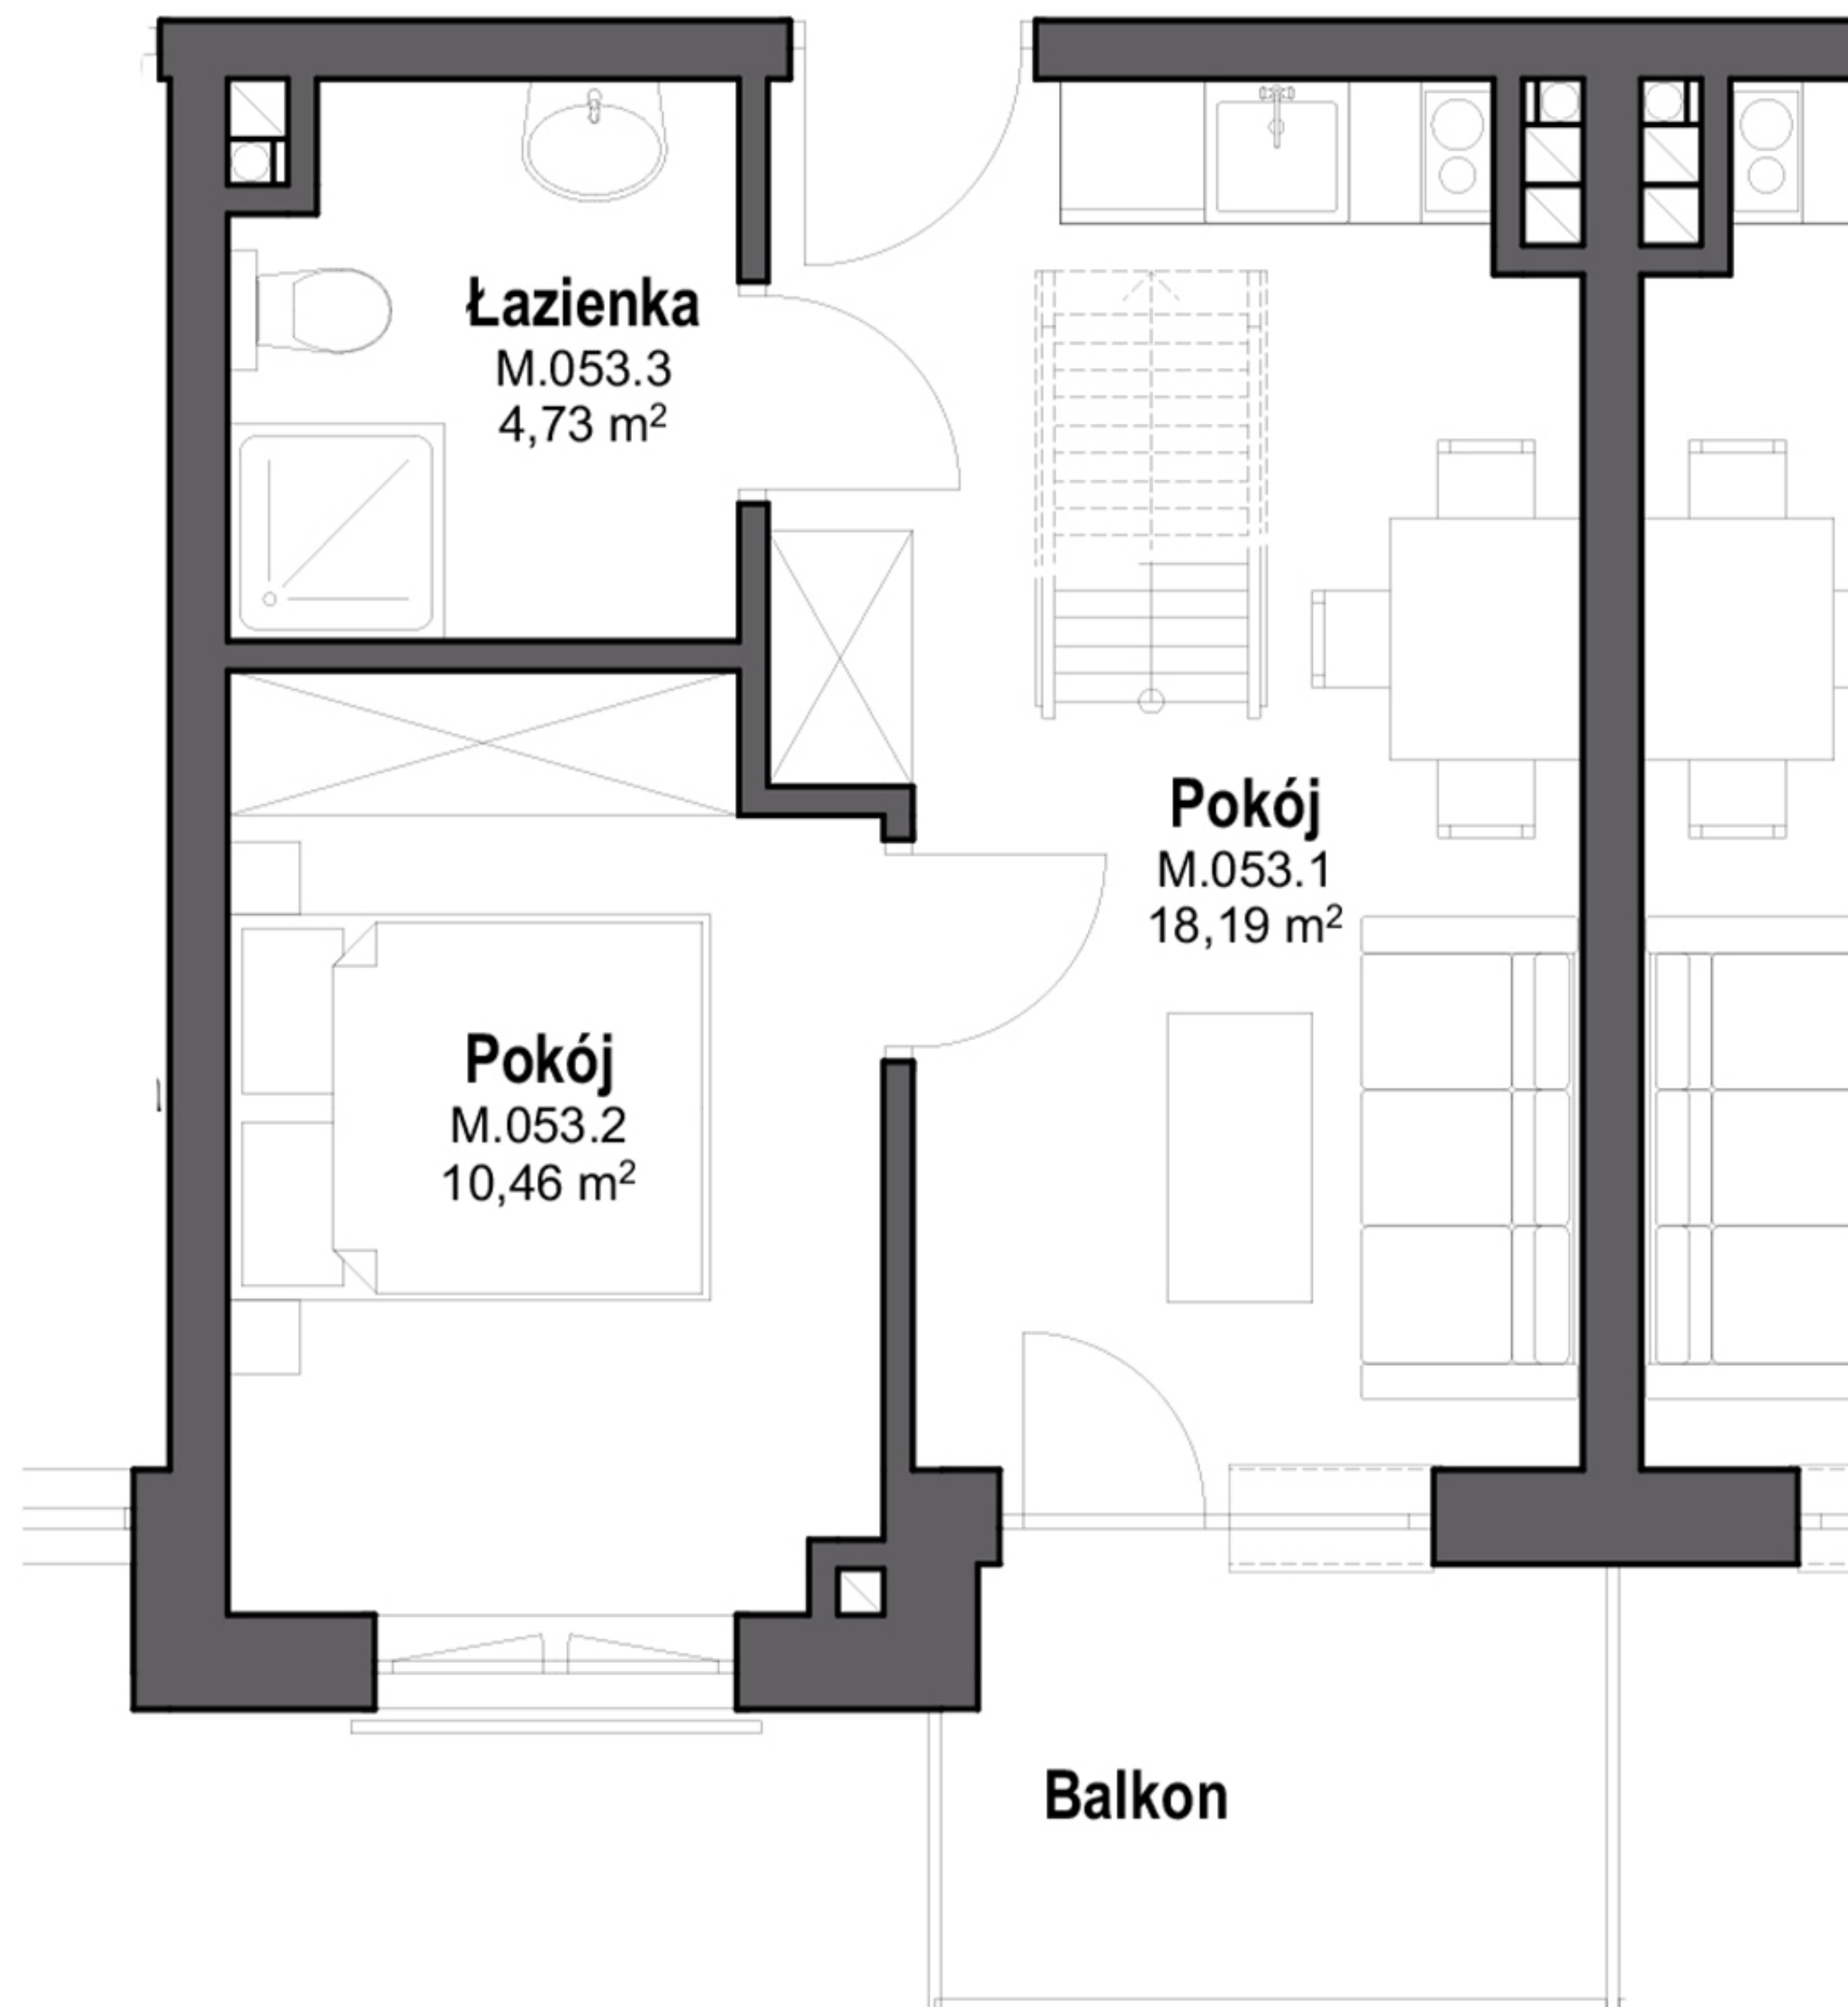 Łazienka
M.053.3
4,73 m²
Pokój
M.053.1
18,19 m²
Pokój
M.053.2
10,46 m²
Balkon